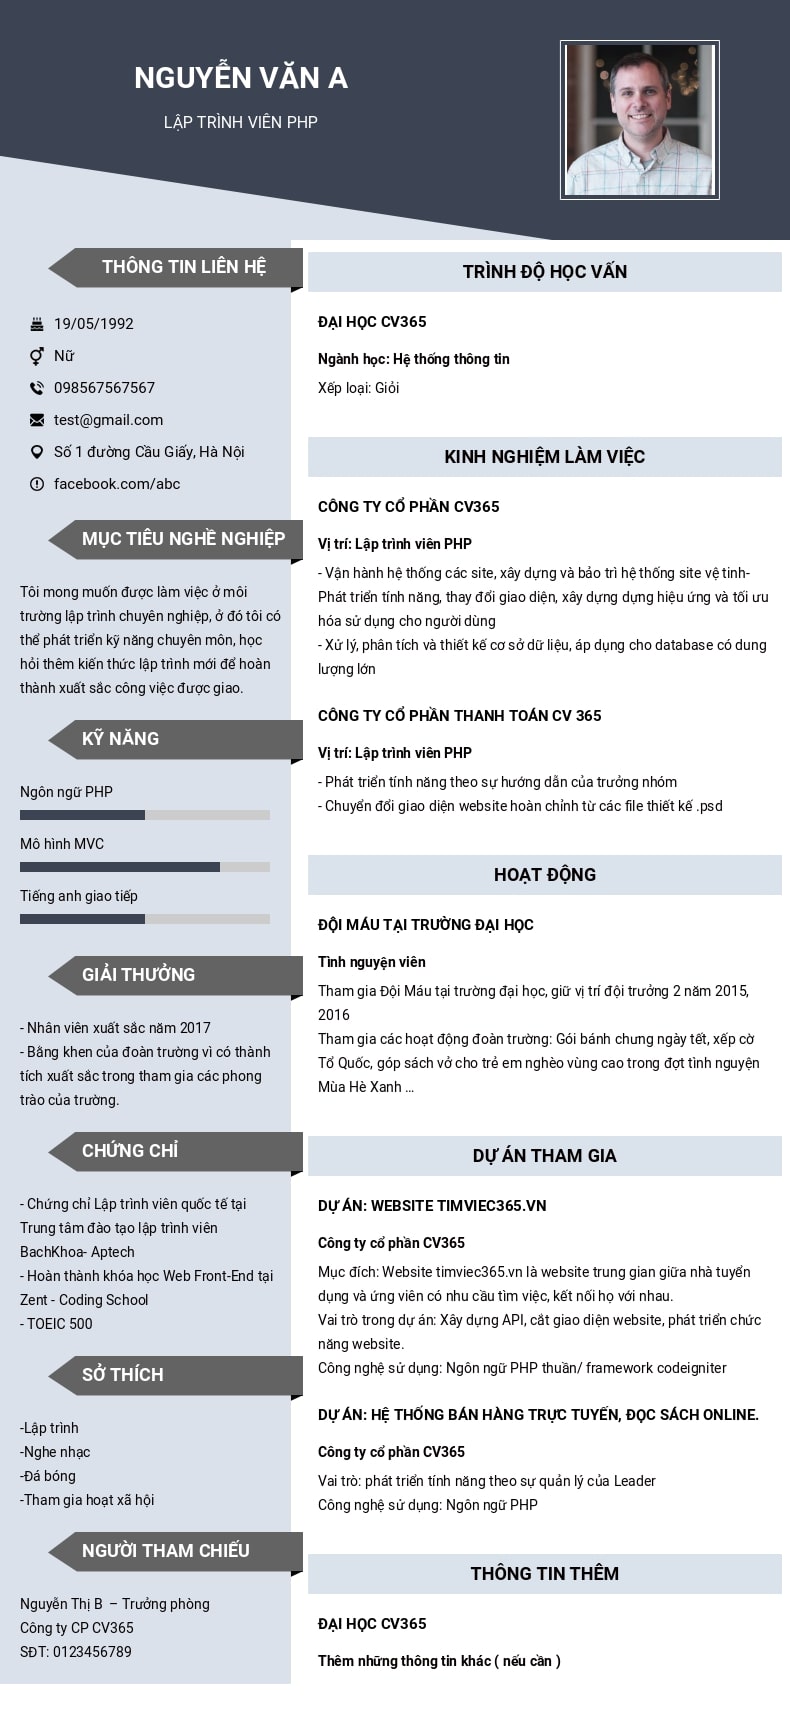 NGUYỄN VĂN A
LẬP TRÌNH VIÊN PHP
THÔNG TIN LIÊN HỆ
19/05/1992
Nữ
098567567567
test@gmail.com
Số 1 đường Cầu Giấy, Hà Nội
facebook.com/abc
MỤC TIÊU NGHỀ NGHIỆP
Tôi mong muốn được làm việc ở môi
trường lập trình chuyên nghiệp, ở đó tôi có
thể phát triển kỹ năng chuyên môn, học
hỏi thêm kiến thức lập trình mới để hoàn
thành xuất sắc công việc được giao.
KỸ NĂNG
Ngôn ngữ PHP
Mô hình MVC
Tiếng anh giao tiếp
GIẢI THƯỞNG
- Nhân viên xuất sắc năm 2017
- Bằng khen của đoàn trường vì có thành
tích xuất sắc trong tham gia các phong
trào của trường.
CHỨNG CHỈ
- Chứng chỉ Lập trình viên quốc tế tại
Trung tâm đào tạo lập trình viên
BachKhoa- Aptech
- Hoàn thành khóa học Web Front-End tại
Zent - Coding School
- TOEIC 500
SỞ THÍCH
-Lập trình
-Nghe nhạc
-Đá bóng
-Tham gia hoạt xã hội
NGƯỜI THAM CHIẾU
Nguyễn Thị B – Trưởng phòng
Công ty CP CV365
SĐT: 0123456789
TRÌNH ĐỘ HỌC VẤN
ĐẠI HỌC CV365
Ngành học: Hệ thống thông tin
Xếp loại: Giỏi
KINH NGHIỆM LÀM VIỆC
CÔNG TY CỔ PHẦN CV365
Vị trí: Lập trình viên PHP
- Vận hành hệ thống các site, xây dựng và bảo trì hệ thống site vệ tinh-
Phát triển tính năng, thay đổi giao diện, xây dựng dựng hiệu ứng và tối ưu
hóa sử dụng cho người dùng
- Xử lý, phân tích và thiết kế cơ sở dữ liệu, áp dụng cho database có dung
lượng lớn
CÔNG TY CỔ PHẦN THANH TOÁN CV 365
Vị trí: Lập trình viên PHP
- Phát triển tính năng theo sự hướng dẫn của trưởng nhóm
- Chuyển đổi giao diện website hoàn chỉnh từ các file thiết kế .psd
HOẠT ĐỘNG
ĐỘI MÁU TẠI TRƯỜNG ĐẠI HỌC
Tình nguyện viên
Tham gia Đội Máu tại trường đại học, giữ vị trí đội trưởng 2 năm 2015,
2016
Tham gia các hoạt động đoàn trường: Gói bánh chưng ngày tết, xếp cờ
Tổ Quốc, góp sách vở cho trẻ em nghèo vùng cao trong đợt tình nguyện
Mùa Hè Xanh ...
DỰ ÁN THAM GIA
DỰ ÁN: WEBSITE TIMVIEC365.VN
Công ty cổ phần CV365
Mục đích: Website timviec365.vn là website trung gian giữa nhà tuyển
dụng và ứng viên có nhu cầu tìm việc, kết nối họ với nhau.
Vai trò trong dự án: Xây dựng API, cắt giao diện website, phát triển chức
năng website.
Công nghệ sử dụng: Ngôn ngữ PHP thuần/ framework codeigniter
DỰ ÁN: HỆ THỐNG BÁN HÀNG TRỰC TUYẾN, ĐỌC SÁCH ONLINE.
Công ty cổ phần CV365
Vai trò: phát triển tính năng theo sự quản lý của Leader
Công nghệ sử dụng: Ngôn ngữ PHP
THÔNG TIN THÊM
ĐẠI HỌC CV365
Thêm những thông tin khác ( nếu cần )